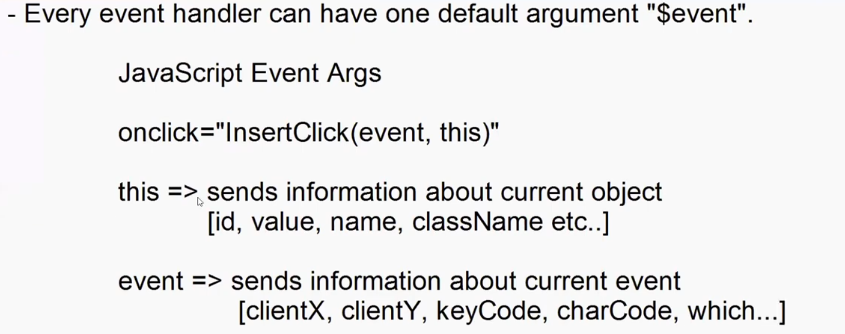 - Every event handler can have one default argument "$event".
JavaScript Event Args
onclick="InsertClick(event, this)"
this => sends information about current object
[id, value, name, className etc..]
event => sends information about current event
[clientX, clientY, keyCode, charCode, which...]